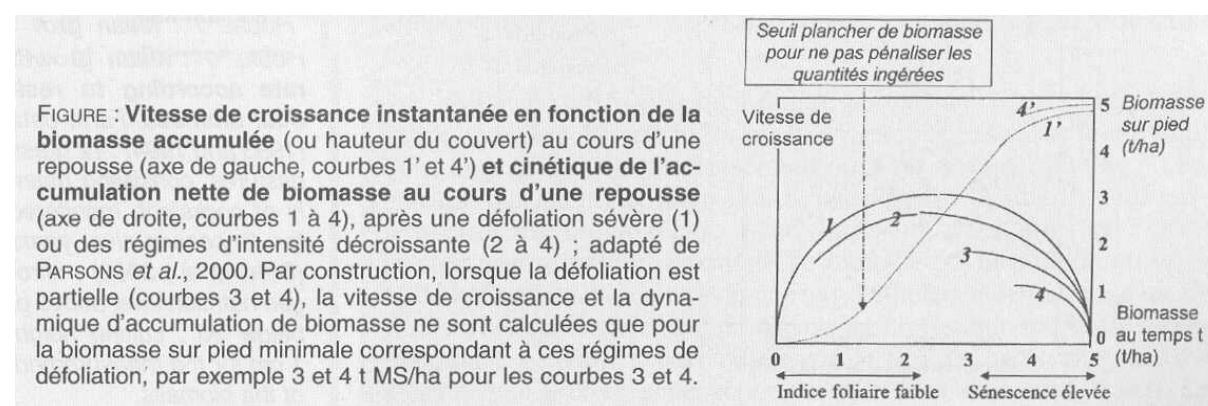 FIGURE : Vitesse de croissance instantanée en fonction de la
biomasse accumulée (ou hauteur du couvert) au cours d'une
repousse (axe de gauche, courbes 1' et 4') et cinétique de l'ac-
cumulation nette de biomasse au cours d'une repousse
(axe de droite, courbes 1 à 4), après une défoliation sévère (1)
ou des régimes d'intensité décroissante (2 à 4) ; adapté de
PARSONS et al., 2000. Par construction, lorsque la défoliation est
partielle (courbes 3 et 4), la vitesse de croissance et la dyna-
mique d'accumulation de biomasse ne sont calculées que pour
la biomasse sur pied minimale correspondant à ces régimes de
défoliation, par exemple 3 et 4 t MS/ha pour les courbes 3 et 4.
Seuil plancher de biomasse
pour ne pas pénaliser les
quantités ingérées
Vitesse de
croissance
4'
1'
1
2
3
4
5
4
3
2
1
0
Biomasse
sur pied
(t/ha)
Biomasse
au temps t
(t/ha)
0
2
3
4
5
Indice foliaire faible
Sénescence élevée